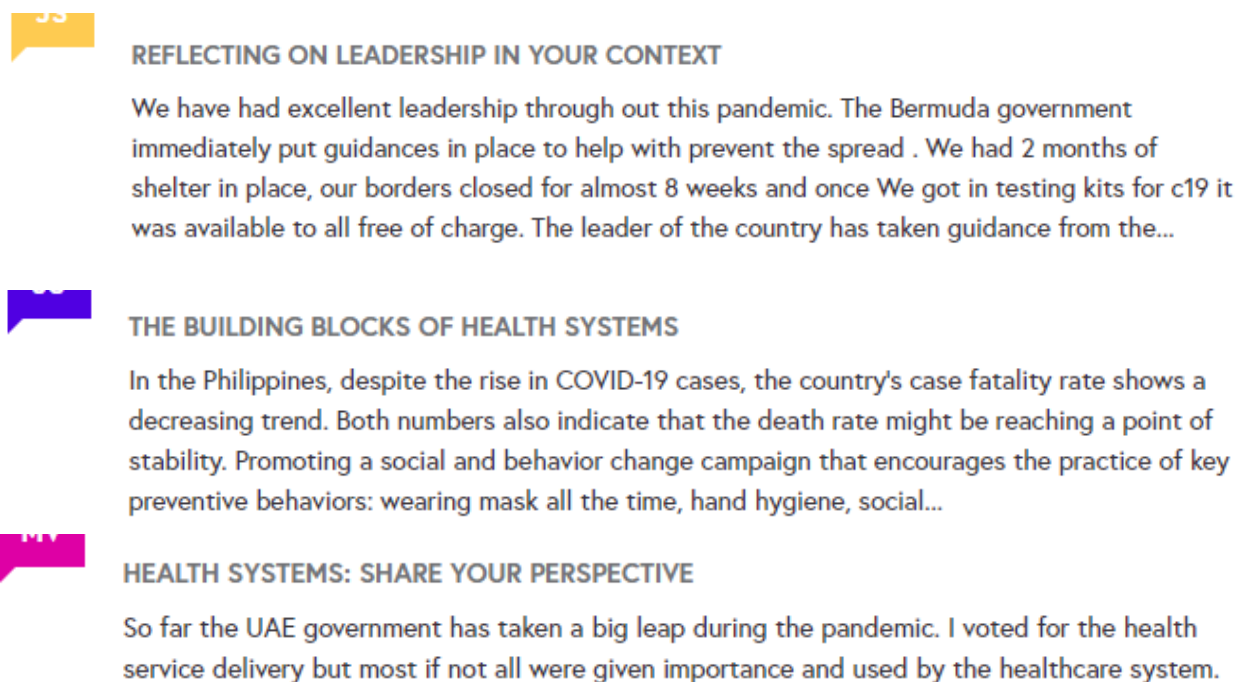 JS
REFLECTING ON LEADERSHIP IN YOUR CONTEXT
We have had excellent leadership through out this pandemic. The Bermuda government
immediately put guidances in place to help with prevent the spread . We had 2 months of
shelter in place, our borders closed for almost 8 weeks and once We got in testing kits for c19 it
was available to all free of charge. The leader of the country has taken guidance from the...
THE BUILDING BLOCKS OF HEALTH SYSTEMS
In the Philippines, despite the rise in COVID-19 cases, the country's case fatality rate shows a
decreasing trend. Both numbers also indicate that the death rate might be reaching a point of
stability. Promoting a social and behavior change campaign that encourages the practice of key
preventive behaviors: wearing mask all the time, hand hygiene, social...
MV
HEALTH SYSTEMS: SHARE YOUR PERSPECTIVE
So far the UAE government has taken a big leap during the pandemic. I voted for the health
service delivery but most if not all were given importance and used by the healthcare system.